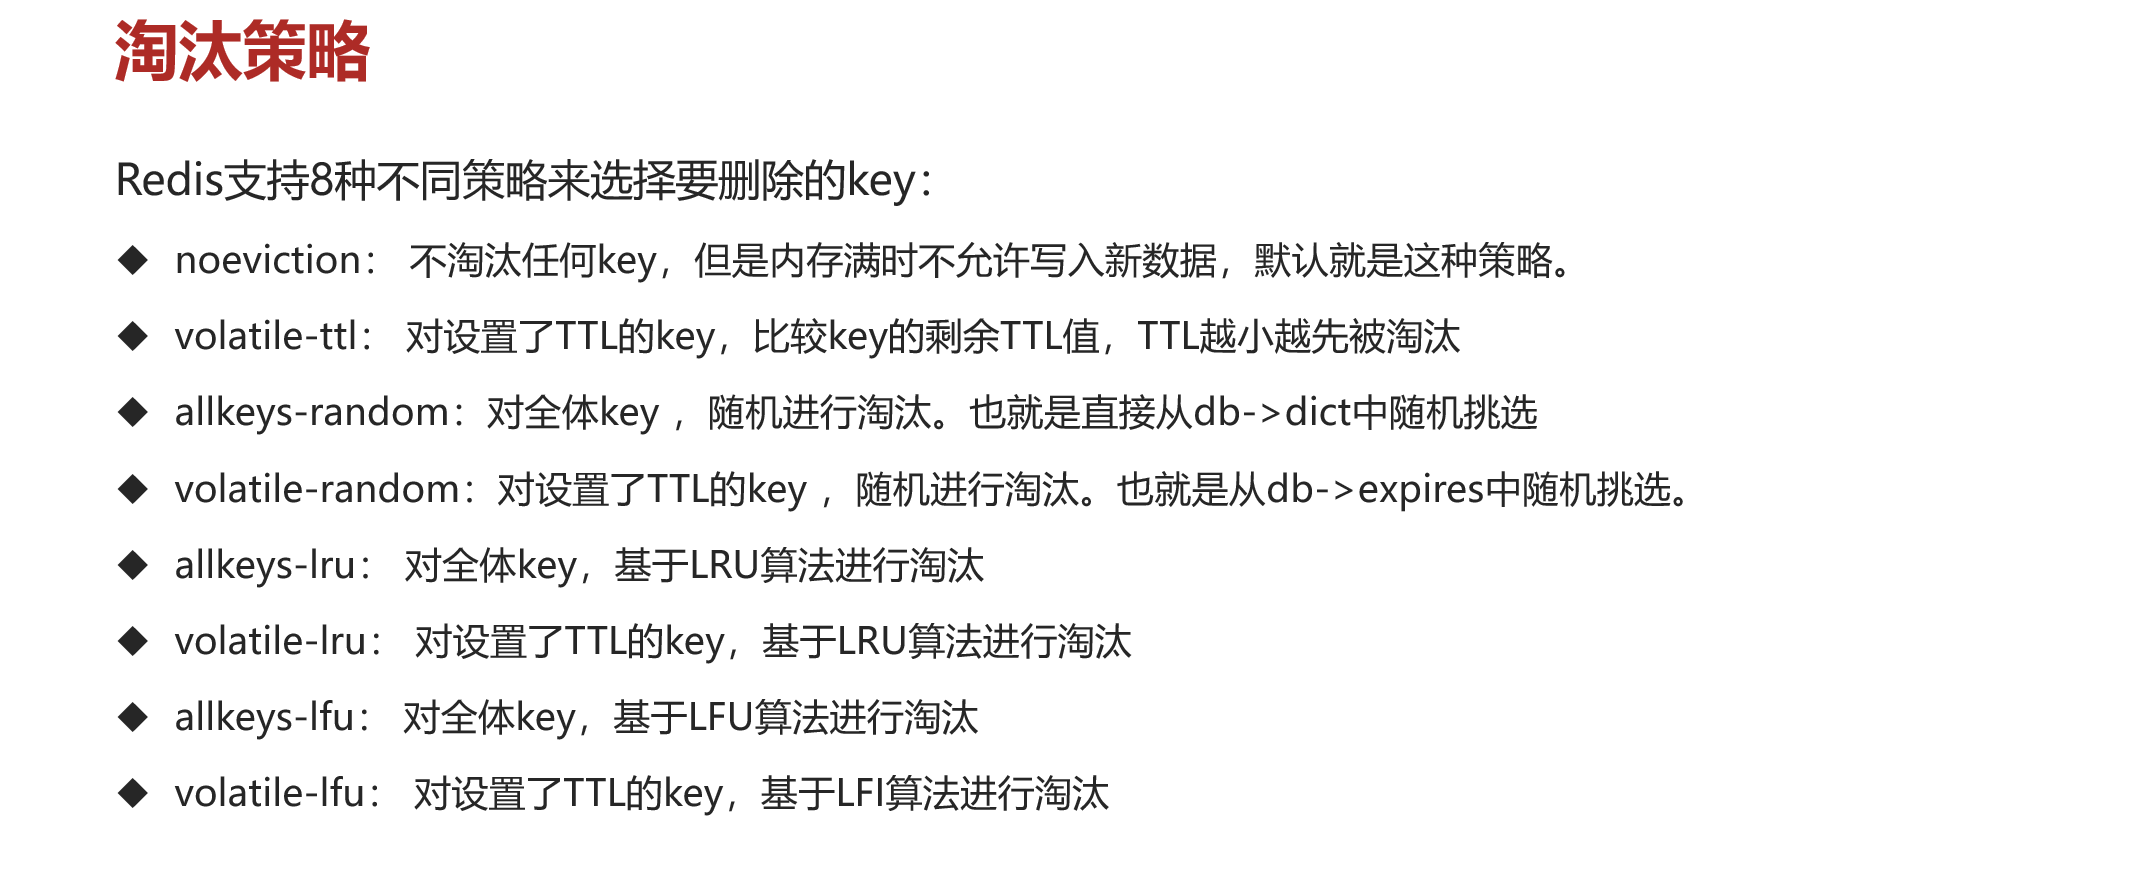 淘汰策略
Redis支持8种不同策略来选择要删除的key：
◆ noeviction： 不淘汰任何key，但是内存满时不允许写入新数据，默认就是这种策略。
◆ volatile-ttl： 对设置了TTL的key，比较key的剩余TTL值，TTL越小越先被淘汰
◆ allkeys-random：对全体key ，随机进行淘汰。也就是直接从db->dict中随机挑选
◆ volatile-random：对设置了TTL的key ，随机进行淘汰。也就是从db->expires中随机挑选。
◆ allkeys-lru： 对全体key，基于LRU算法进行淘汰
◆ volatile-lru： 对设置了TTL的key，基于LRU算法进行淘汰
◆ allkeys-lfu： 对全体key，基于LFU算法进行淘汰
◆ volatile-lfu： 对设置了TTL的key，基于LFI算法进行淘汰